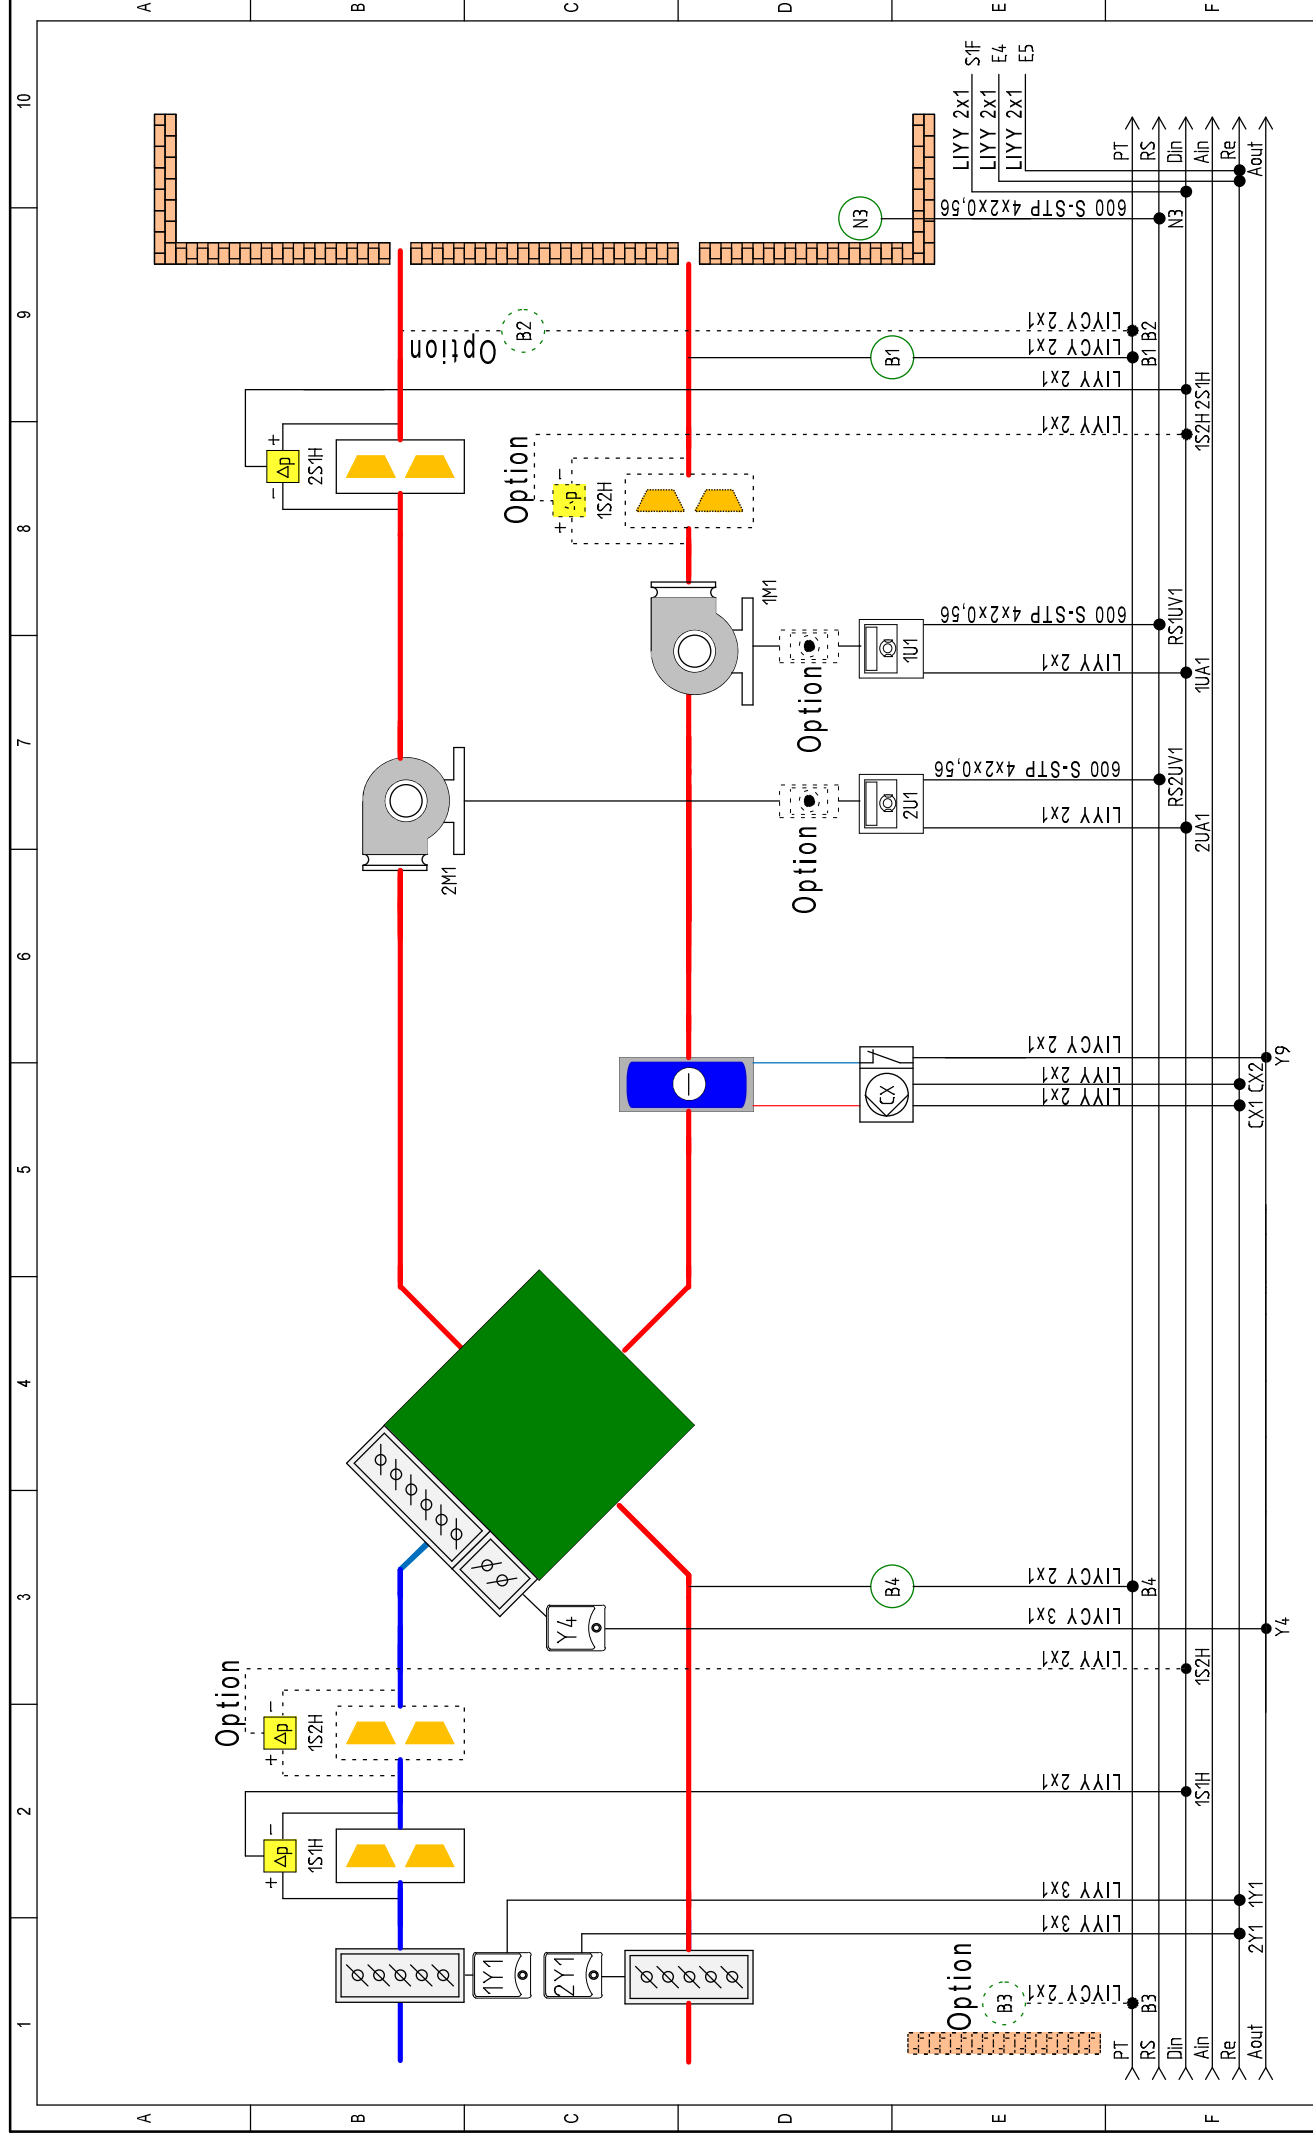 A
B
C
D
E
F
10
9
8
7
6
5
4
3
2
1
S1F
E4
E5
LIYY 2x1
LIYY 2x1
LIYY 2x1
PT
RS
Din
Ain
Re
Aout
N3
600 S-STP 4x2x0,56
N3
Option
B2
LIYCY 2x1
B2
B1
LIYCY 2x1
B1
LIYY 2x1
2S1H
+
Δp
-
2S1H
Option
LIYY 2x1
1S2H
-
Δp
+
1S2H
1M1
Option
1U1
600 S-STP 4x2x0,56
RS1UV1
LIYY 2x1
1UA1
2M1
Option
2U1
600 S-STP 4x2x0,56
RS2UV1
LIYY 2x1
2UA1
CX
LIYCY 2x1
Y9
LIYY 2x1
CX2
LIYY 2x1
CX1
B4
LIYCY 2x1
B4
Y4
LIYCY 3x1
Y4
Option
-
Δp
+
1S2H
LIYY 2x1
1S2H
-
Δp
+
1S1H
LIYY 2x1
1S1H
1Y1
LIYY 3x1
1Y1
2Y1
LIYY 3x1
2Y1
Option
B3
LIYCY 2x1
B3
PT
RS
Din
Ain
Re
Aout
A
B
C
D
E
F